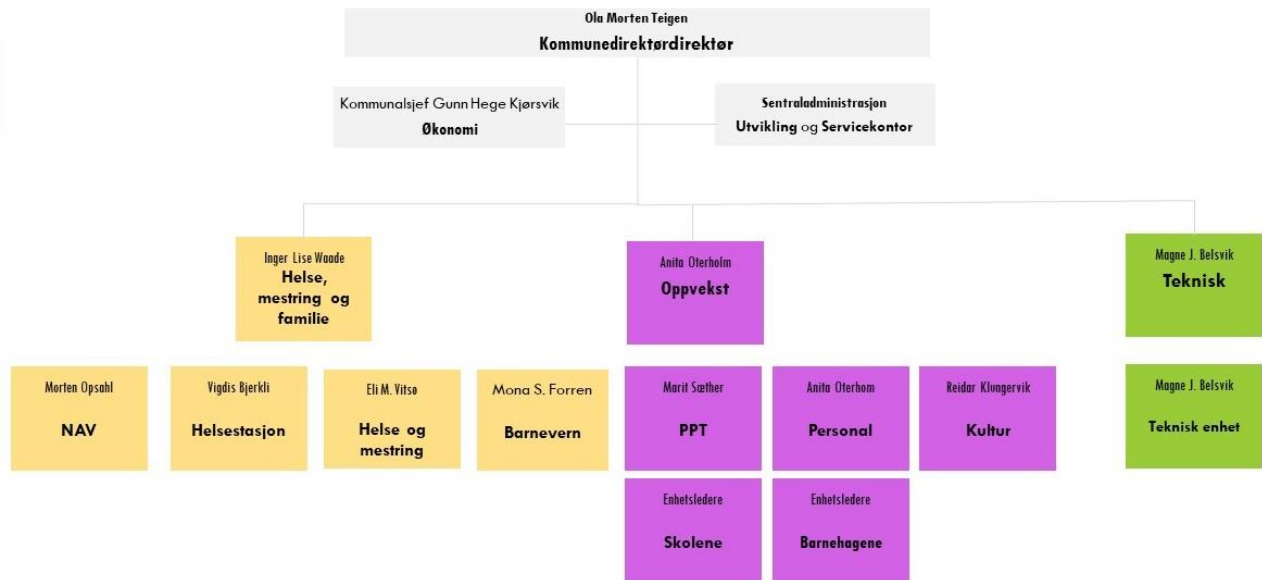 Ola Morten Teigen
Kommunedirektørdirektør
Kommunalsjef Gunn Hege Kjørsvik
Økonomi
Sentraladministrasjon
Utvikling og Servicekontor
Inger Lise Waade
Helse,
mestring og
familie
Anita Oterholm
Oppvekst
Magne J. Belsvik
Teknisk
Morten Opsahl
NAV
Vigdis Bjerkli
Helsestasjon
Eli M. Vitsø
Helse og
mestring
Mona S. Forren
Barnevern
Marit Sæther
PPT
Anita Oterhom
Personal
Reidar Klungervik
Kultur
Magne J. Belsvik
Teknisk enhet
Enhetsledere
Skolene
Enhetsledere
Barnehagene